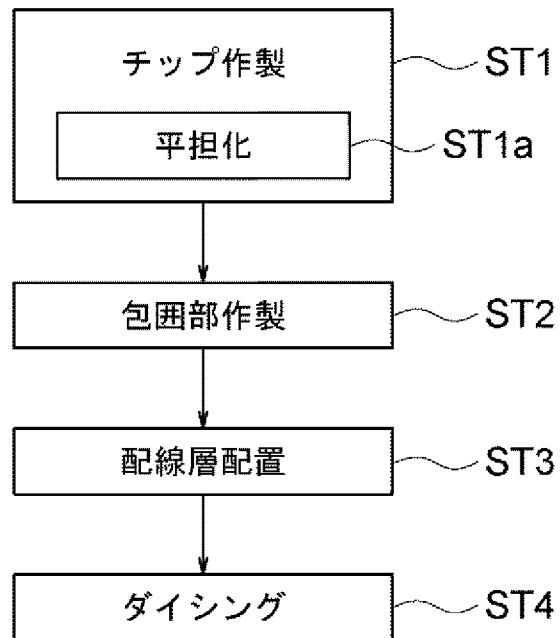 チップ作製
ST1
平担化
ST1a
包囲部作製
ST2
配線層配置
ST3
ダイシング
ST4